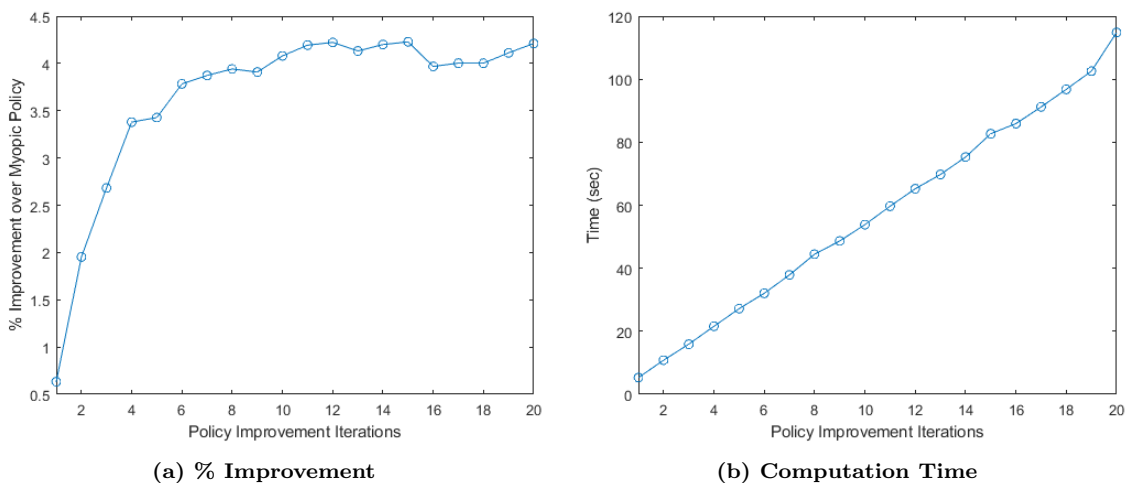 4.5
4
3.5
3
2.5
2
1.5
1
0.5
% Improvement over Myopic Policy
2 4 6 8 10 12 14 16 18 20
Policy Improvement Iterations
(a) % Improvement
120
100
80
60
40
20
0
Time (sec)
2 4 6 8 10 12 14 16 18 20
Policy Improvement Iterations
(b) Computation Time